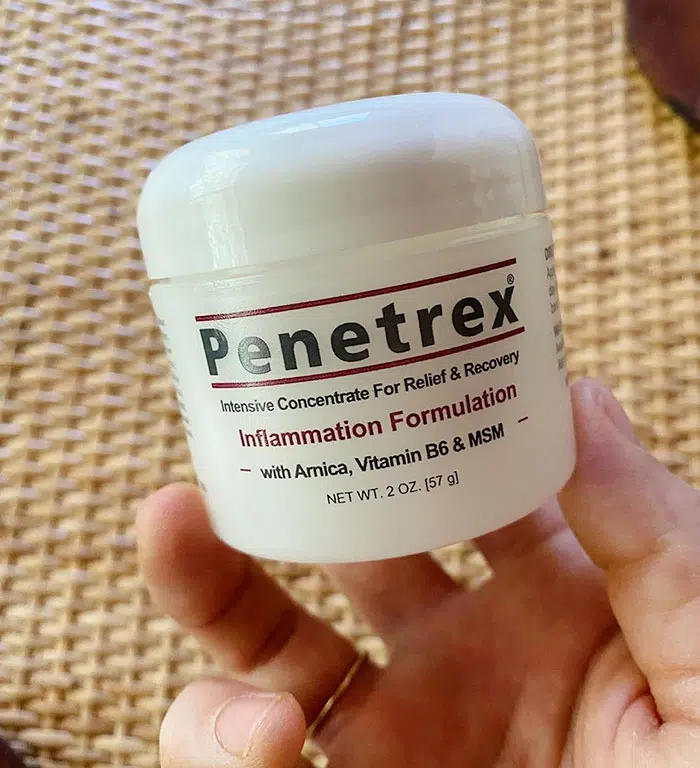 Penetrex®
Intensive Concentrate For Relief & Recovery
Inflammation Formulation
– with Arnica, Vitamin B6 & MSM –
NET WT. 2 OZ. [57 g]